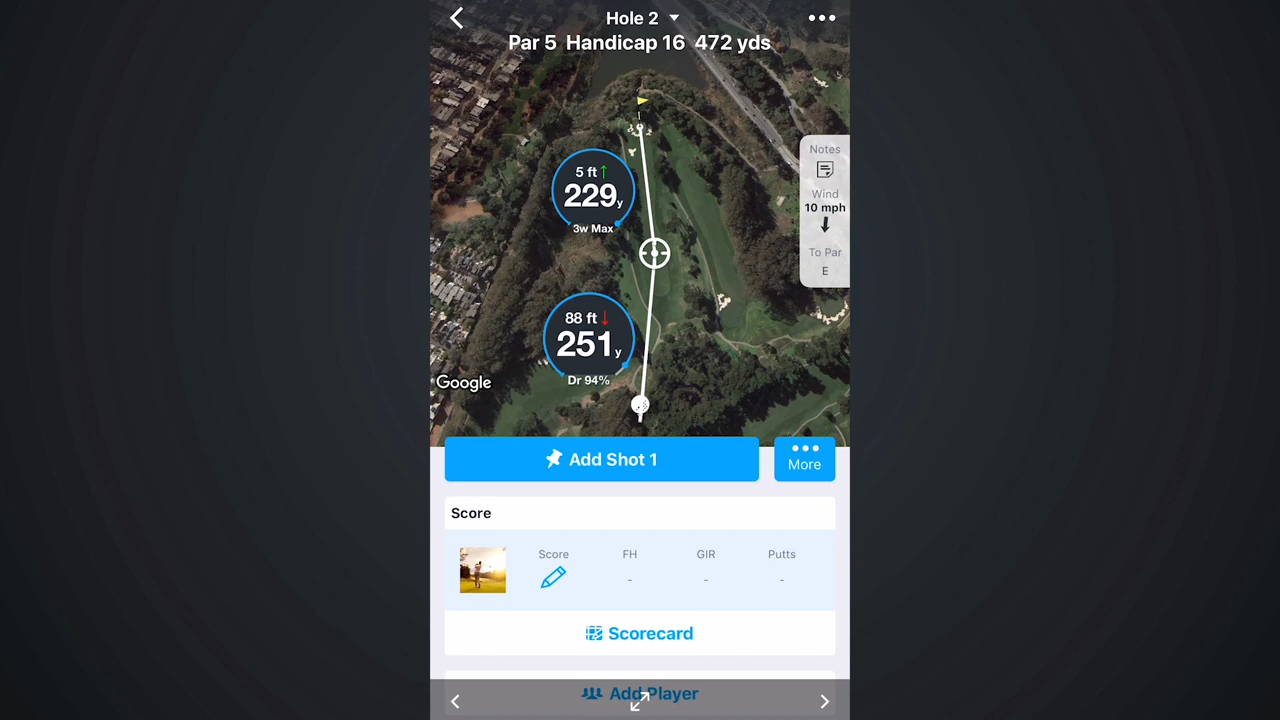 Hole 2
Par 5 Handicap 16 472 yds
Notes
5 ft
229y
3w Max
Wind
10 mph
To Par
E
88 ft
251y
Dr 94%
Google
Add Shot 1
More
Score
Score FH GIR Putts
- - -
Scorecard
Add Player